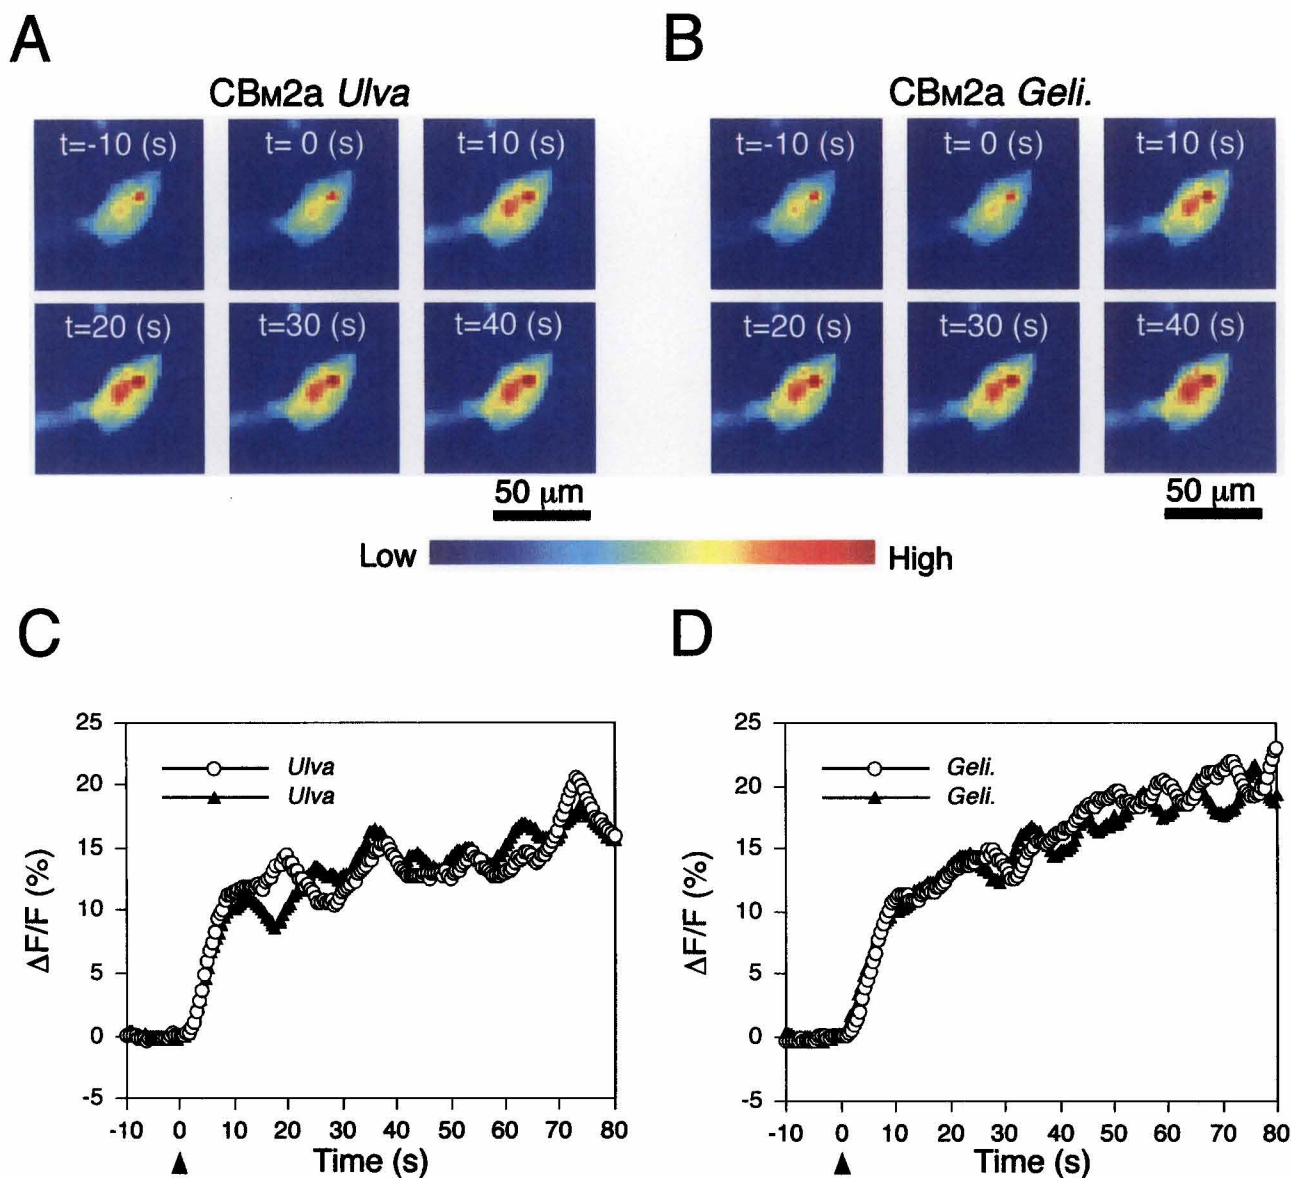 A
B
CBM2a Ulva
CBM2a Geli.
t=-10 (s)
t= 0 (s)
t=10 (s)
t=20 (s)
t=30 (s)
t=40 (s)
50 μm
t=-10 (s)
t= 0 (s)
t=10 (s)
t=20 (s)
t=30 (s)
t=40 (s)
50 μm
Low
High
C
D
25
20
15
10
5
0
-5
ΔF/F (%)
Ulva
Ulva
-10 0 10 20 30 40 50 60 70 80
Time (s)
25
20
15
10
5
0
-5
ΔF/F (%)
Geli.
Geli.
-10 0 10 20 30 40 50 60 70 80
Time (s)